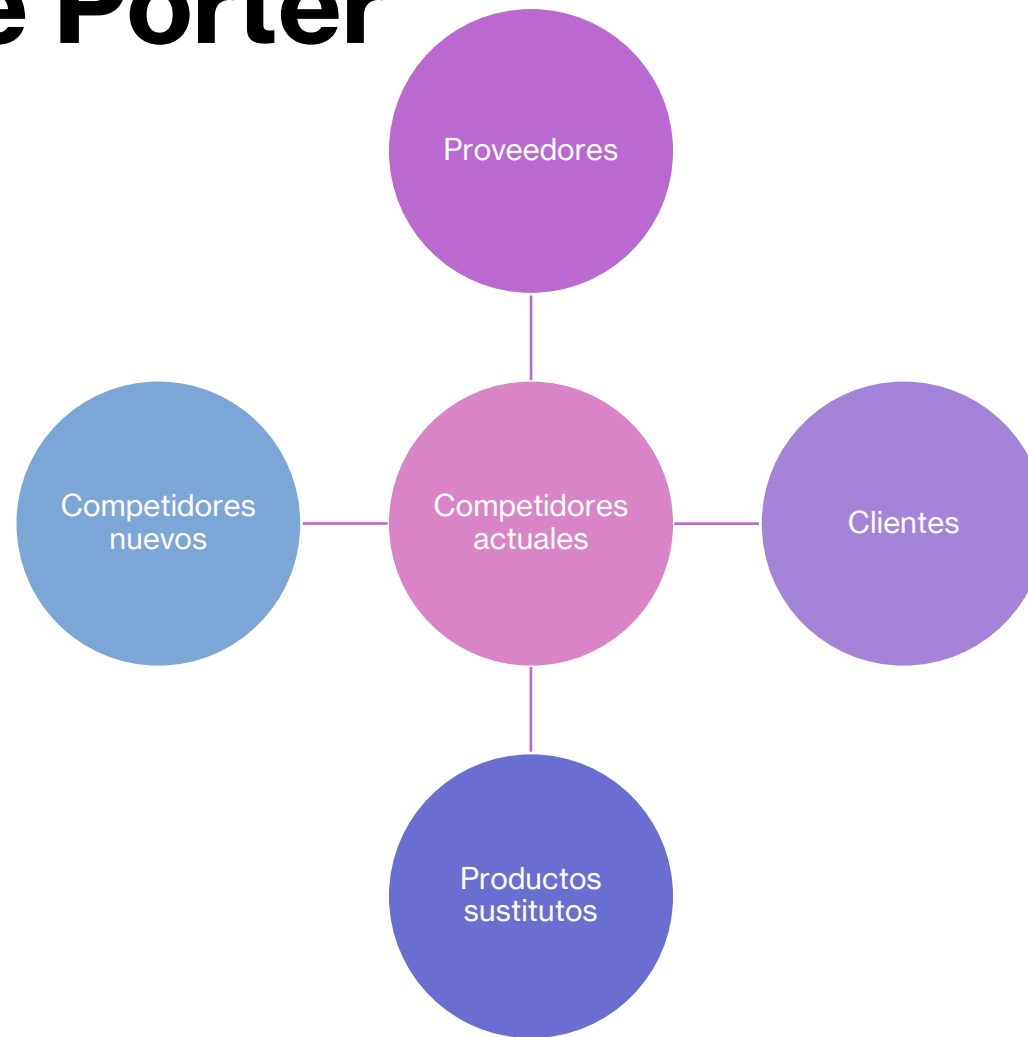 e Porter
Proveedores
Competidores
nuevos
Competidores
actuales
Clientes
Productos
sustitutos